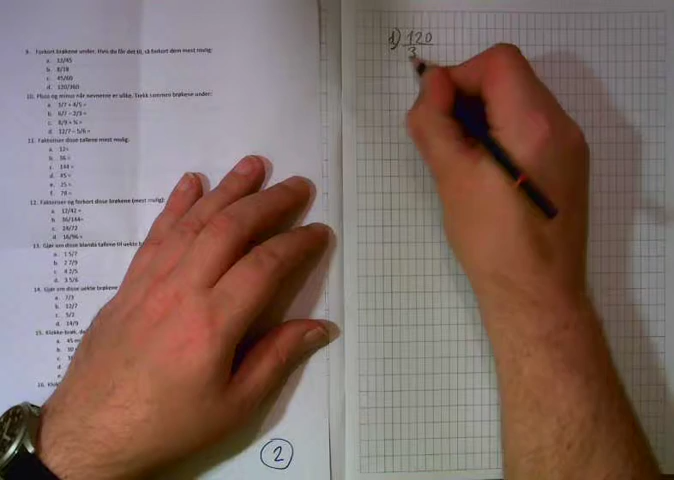 9. Forkort brøkene under. Hvis du får det til, så forkort dem mest mulig:
a. 33/45
b. 8/18
c. 45/60
d. 120/360
10. Pluss og minus når nevnerne er ulike. Trekk sammen brøkene under:
a. 3/7 + 4/5 =
b. 6/7 – 2/3 =
c. 8/9 + ¾ =
d. 12/7 – 5/6 =
11. Faktoriser disse tallene mest mulig:
a. 12=
b. 56 =
c. 144 =
d. 45 =
e. 25 =
f. 78 =
12. Faktoriser og forkort disse brøkene (mest mulig):
a. 12/42 =
b. 36/144=
c. 24/72
d. 16/96 =
13. Gjør om disse blanda tallene til uekte
a. 1 5/7
b. 2 7/9
c. 4 2/5
d. 3 5/6
14. Gjør om disse uekte brøkene
a. 7/3
b. 12/7
c. 5/2
d. 14/9
15. Klokke-brøk.
a. 45
b.
c.
d.
16.
2
d) 120
3